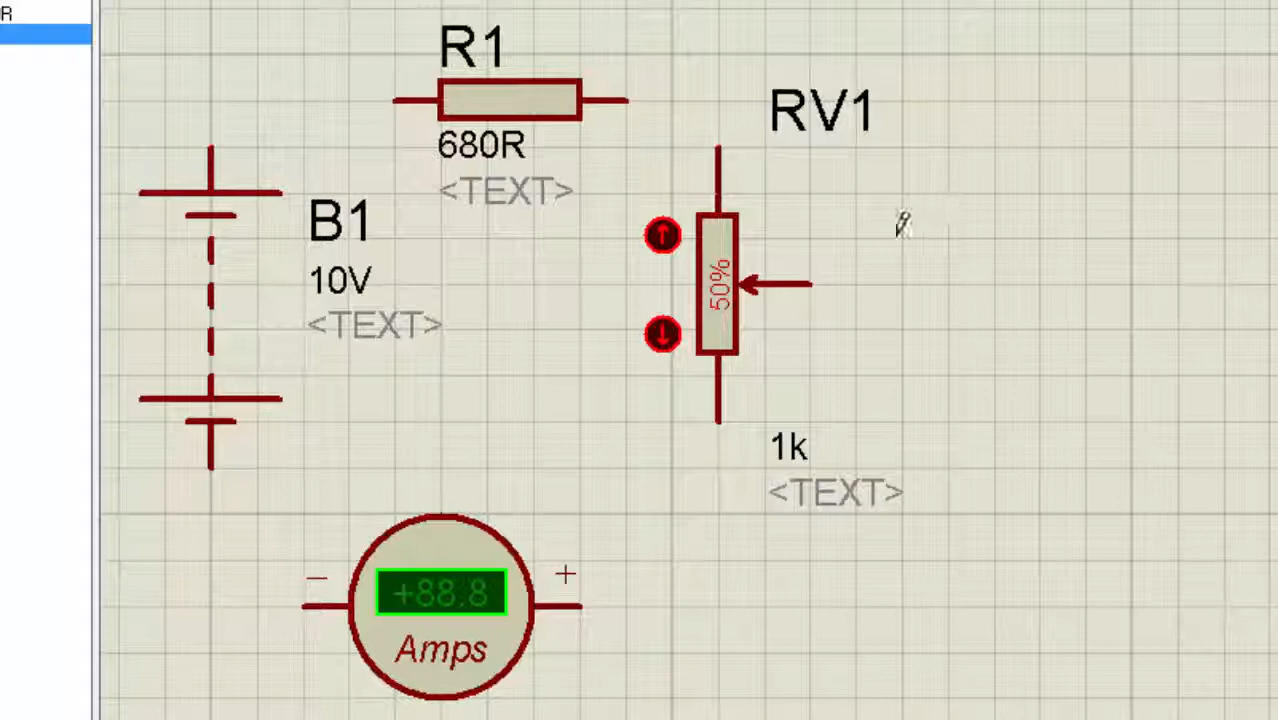 R
R1
680R
<TEXT>
RV1
B1
10V
<TEXT>
50%
1k
<TEXT>
− +
+88.8
Amps